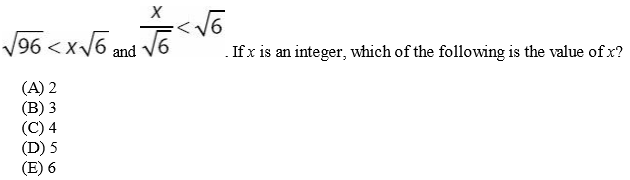 √96 < x√6 and x/√6 < √6 . If x is an integer, which of the following is the value of x?
(A) 2
(B) 3
(C) 4
(D) 5
(E) 6